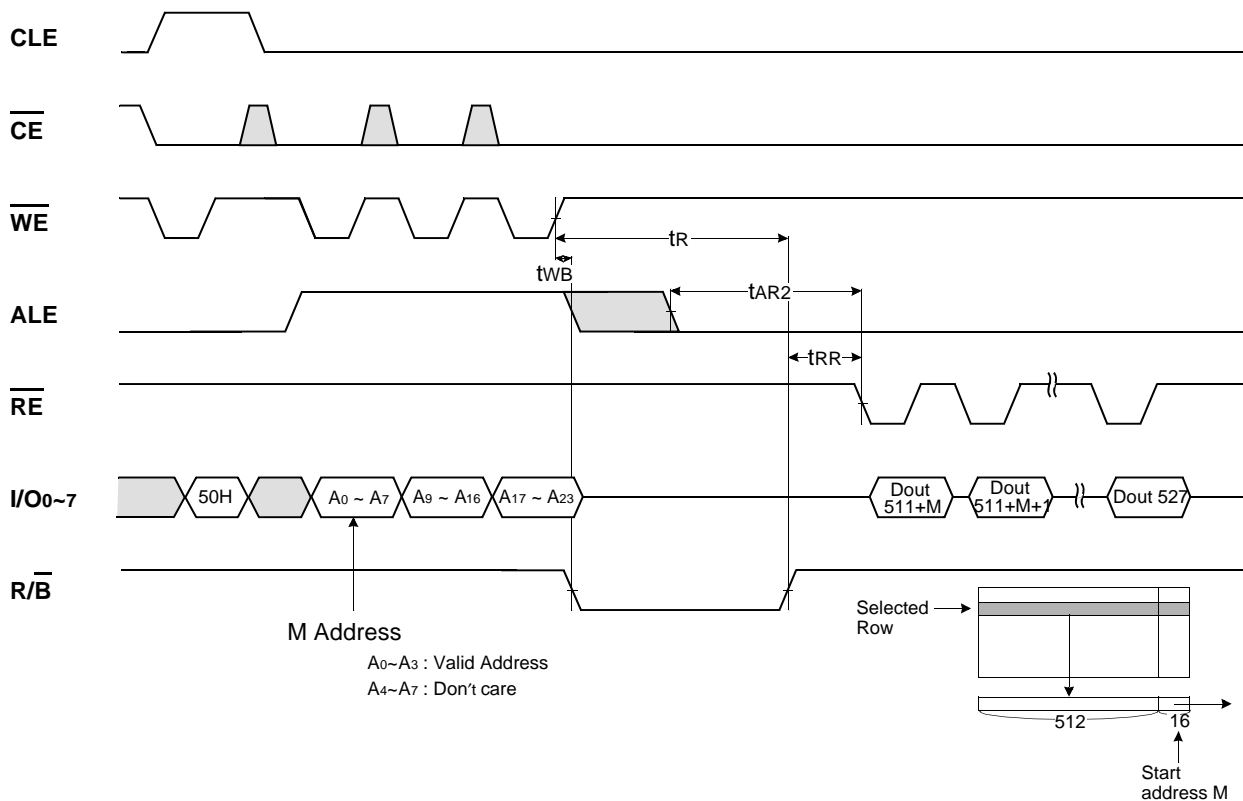 CLE
CE
WE
tR
tWB
ALE
tAR2
tRR
RE
I/O0~7
50H
A0 ~ A7
A9 ~ A16
A17 ~ A23
Dout
511+M
Dout
511+M+1
Dout 527
R/B
M Address
A0~A3 : Valid Address
A4~A7 : Don't care
Selected
Row
512
16
Start
address M